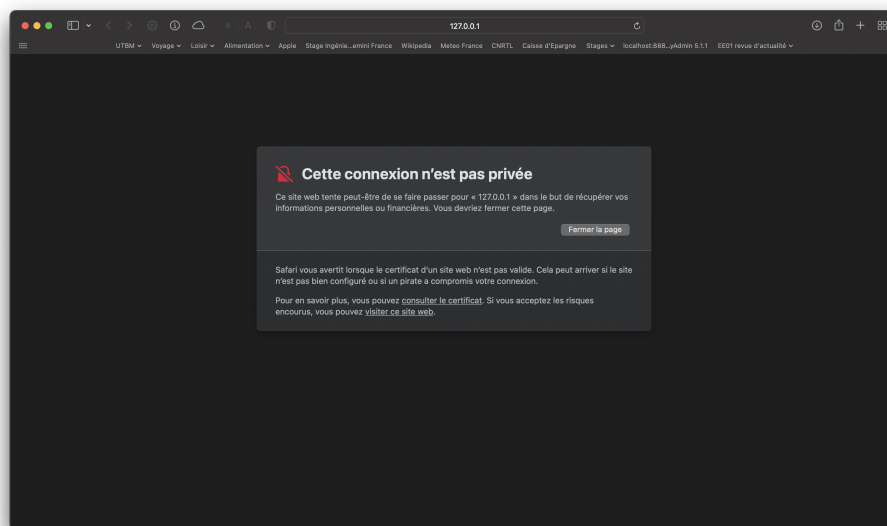 127.0.0.1
UTBM Voyage Loisir Alimentation Apple Stage Ingénie...emini France Wikipedia Meteo France CNRTL Caisse d'Epargne Stages localhost:888...yAdmin 5.1.1 EE01 revue d'actualité
Cette connexion n'est pas privée
Ce site web tente peut-être de se faire passer pour « 127.0.0.1 » dans le but de récupérer vos
informations personnelles ou financières. Vous devriez fermer cette page.
Fermer la page
Safari vous avertit lorsque le certificat d'un site web n'est pas valide. Cela peut arriver si le site
n'est pas bien configuré ou si un pirate a compromis votre connexion.
Pour en savoir plus, vous pouvez consulter le certificat. Si vous acceptez les risques
encourus, vous pouvez visiter ce site web.